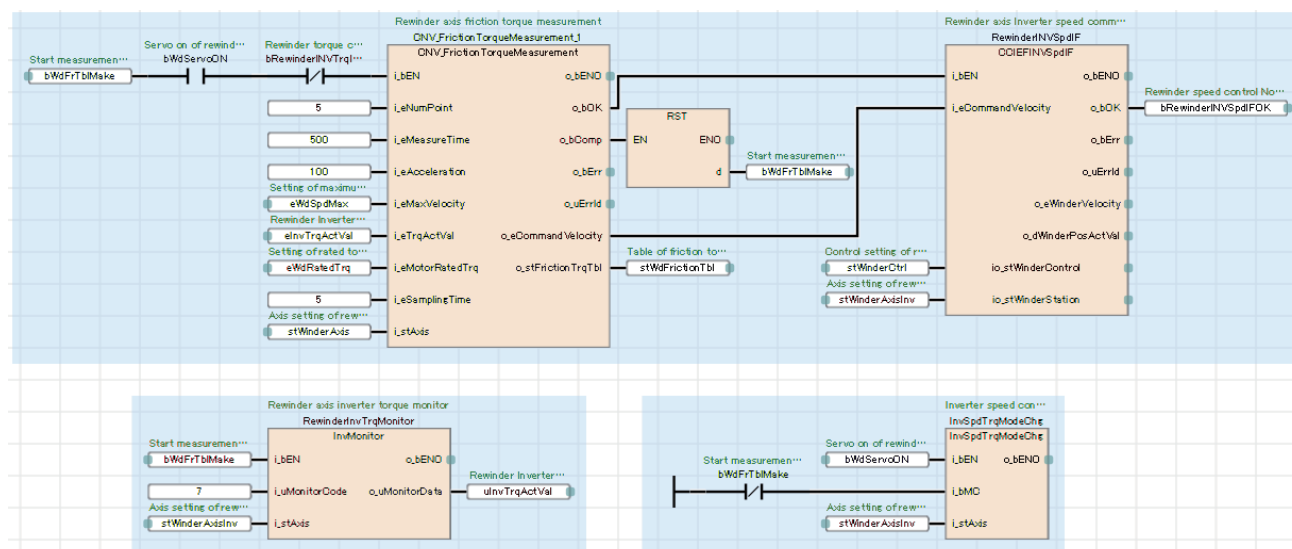 Rewinder axis friction torque measurement
CNV_FrictionTorqueMeasurement_1
CNV_FrictionTorqueMeasurement
Start measuremen…
bWdFrTblMake
Servo on of rewind…
bWdServoON
Rewinder torque c…
bRewinderINVTrqI…
i_bEN
o_bENO
5
i_eNumPoint
o_bOK
500
i_eMeasureTime
o_bComp
100
i_eAcceleration
o_bErr
Setting of maximu…
eWdSpdMax
i_eMaxVelocity
o_uErrId
Rewinder Inverter…
eInvTrqActVal
i_eTrqActVal
o_eCommandVelocity
Setting of rated to…
eWdRatedTrq
i_eMotorRatedTrq
o_stFrictionTrqTbl
Table of friction to…
stWdFrictionTbl
5
i_eSamplingTime
Axis setting of rew…
stWinderAxis
i_stAxis
RST
EN
ENO
d
Start measuremen…
bWdFrTblMake
Rewinder axis Inverter speed comm…
RewinderINVSpdIF
CCIEFINVSpdIF
i_bEN
o_bENO
i_eCommandVelocity
o_bOK
Rewinder speed control No…
bRewinderINVSpdIFOK
o_bErr
o_uErrId
o_eWinderVelocity
o_dWinderPosActVal
Control setting of r…
stWinderCtrl
io_stWinderControl
Axis setting of rew…
stWinderAxisInv
io_stWinderStation
Rewinder axis inverter torque monitor
RewinderInvTrqMonitor
InvMonitor
Start measuremen…
bWdFrTblMake
i_bEN
o_bENO
7
i_uMonitorCode
o_uMonitorData
Rewinder Inverter…
uInvTrqActVal
Axis setting of rew…
stWinderAxisInv
i_stAxis
Inverter speed con…
InvSpdTrqModeChg
InvSpdTrqModeChg
Servo on of rewind…
bWdServoON
i_bEN
o_bENO
Start measuremen…
bWdFrTblMake
i_bMC
Axis setting of rew…
stWinderAxisInv
i_stAxis